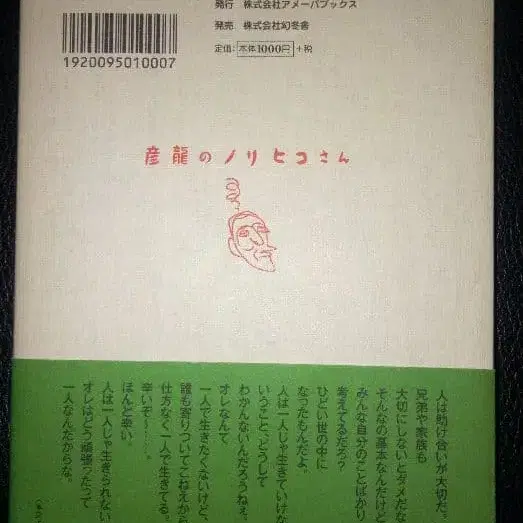 発行 株式会社アメーバブックス
発売 株式会社幻冬舎
定価：本体1000円＋税
1920095010007
彦龍のノリヒコさん
人は助け合いが大切だ。
兄弟や家族も
大切にしないとダメだな
そんなの基本なんだけど
みんな自分のことばかり
考えてるだろ？
ひどい世の中に
なったもんだよ。
人は一人じゃ生きていけな
いうこと、どうして
わかんないんだろうねぇ。
オレなんて
一人で生きたくないけど、
誰も寄りついてこねえから
仕方なく一人で生きてる。
辛いぞ〜……。
ほんと辛い。
人は一人じゃ生きられない
オレはどう頑張ったって
一人なんだからな。